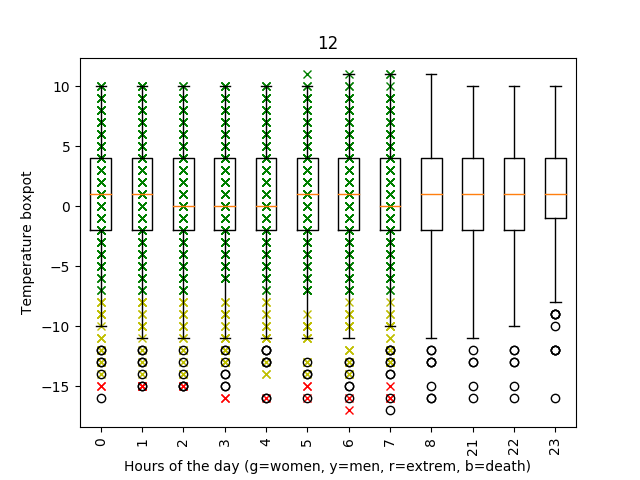 12
10
5
0
−5
−10
−15
Temperature boxpot
0 1 2 3 4 5 6 7 8 21 22 23
Hours of the day (g=women, y=men, r=extrem, b=death)